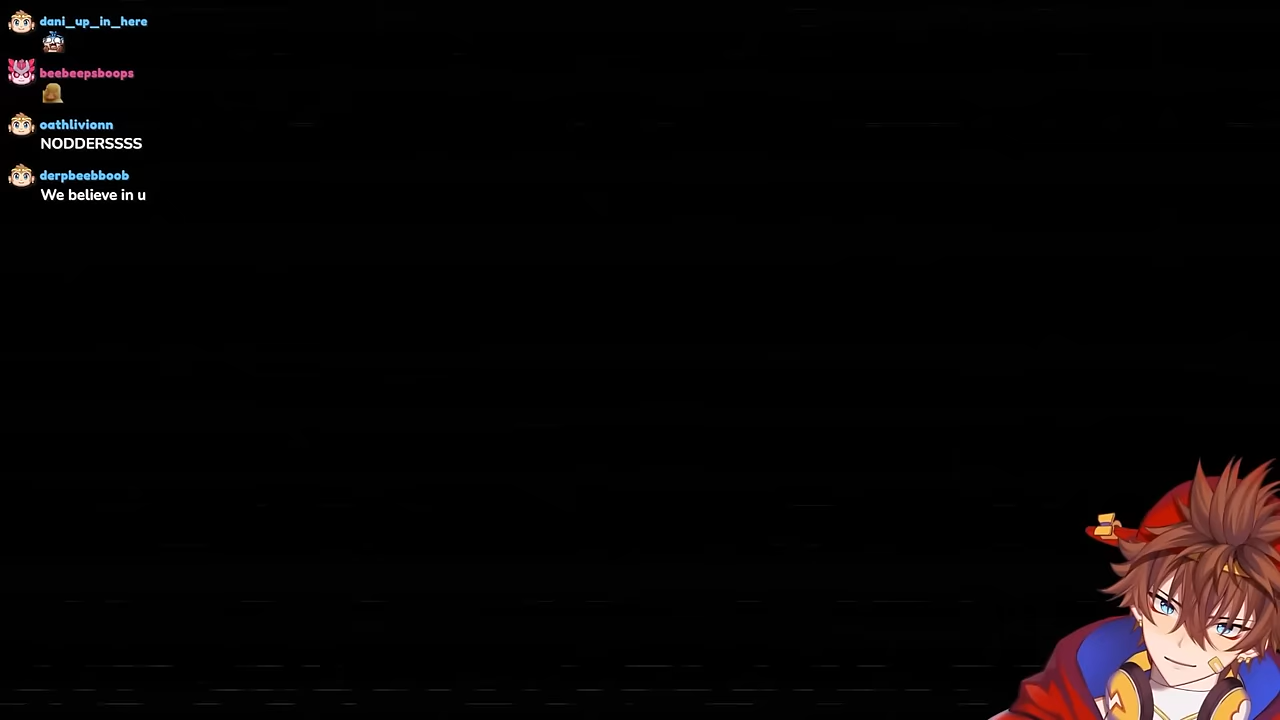 dani_up_in_here
beebeepsboops
oathlivionn
NODDERSSSS
derpbeebboob
We believe in u